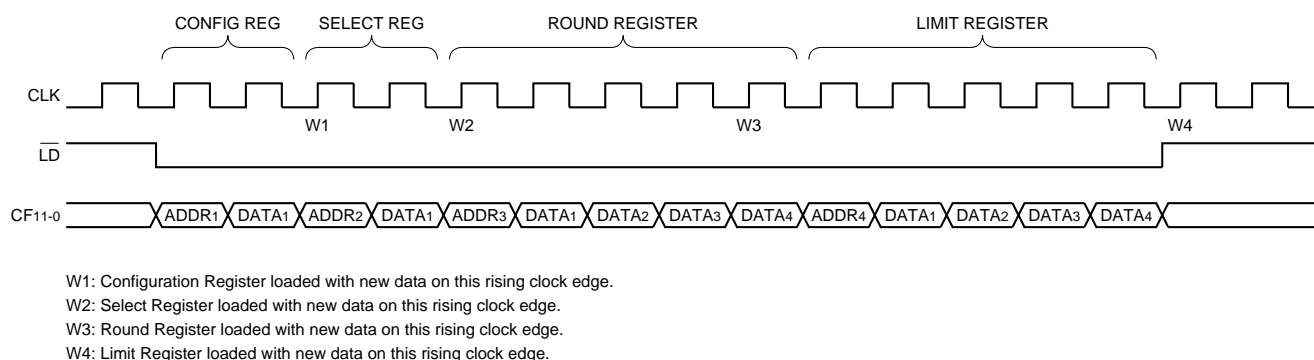 CONFIG REG SELECT REG ROUND REGISTER LIMIT REGISTER
CLK
W1 W2 W3 W4
LD
CF11-0 ADDR1 DATA1 ADDR2 DATA1 ADDR3 DATA1 DATA2 DATA3 DATA4 ADDR4 DATA1 DATA2 DATA3 DATA4
W1: Configuration Register loaded with new data on this rising clock edge.
W2: Select Register loaded with new data on this rising clock edge.
W3: Round Register loaded with new data on this rising clock edge.
W4: Limit Register loaded with new data on this rising clock edge.